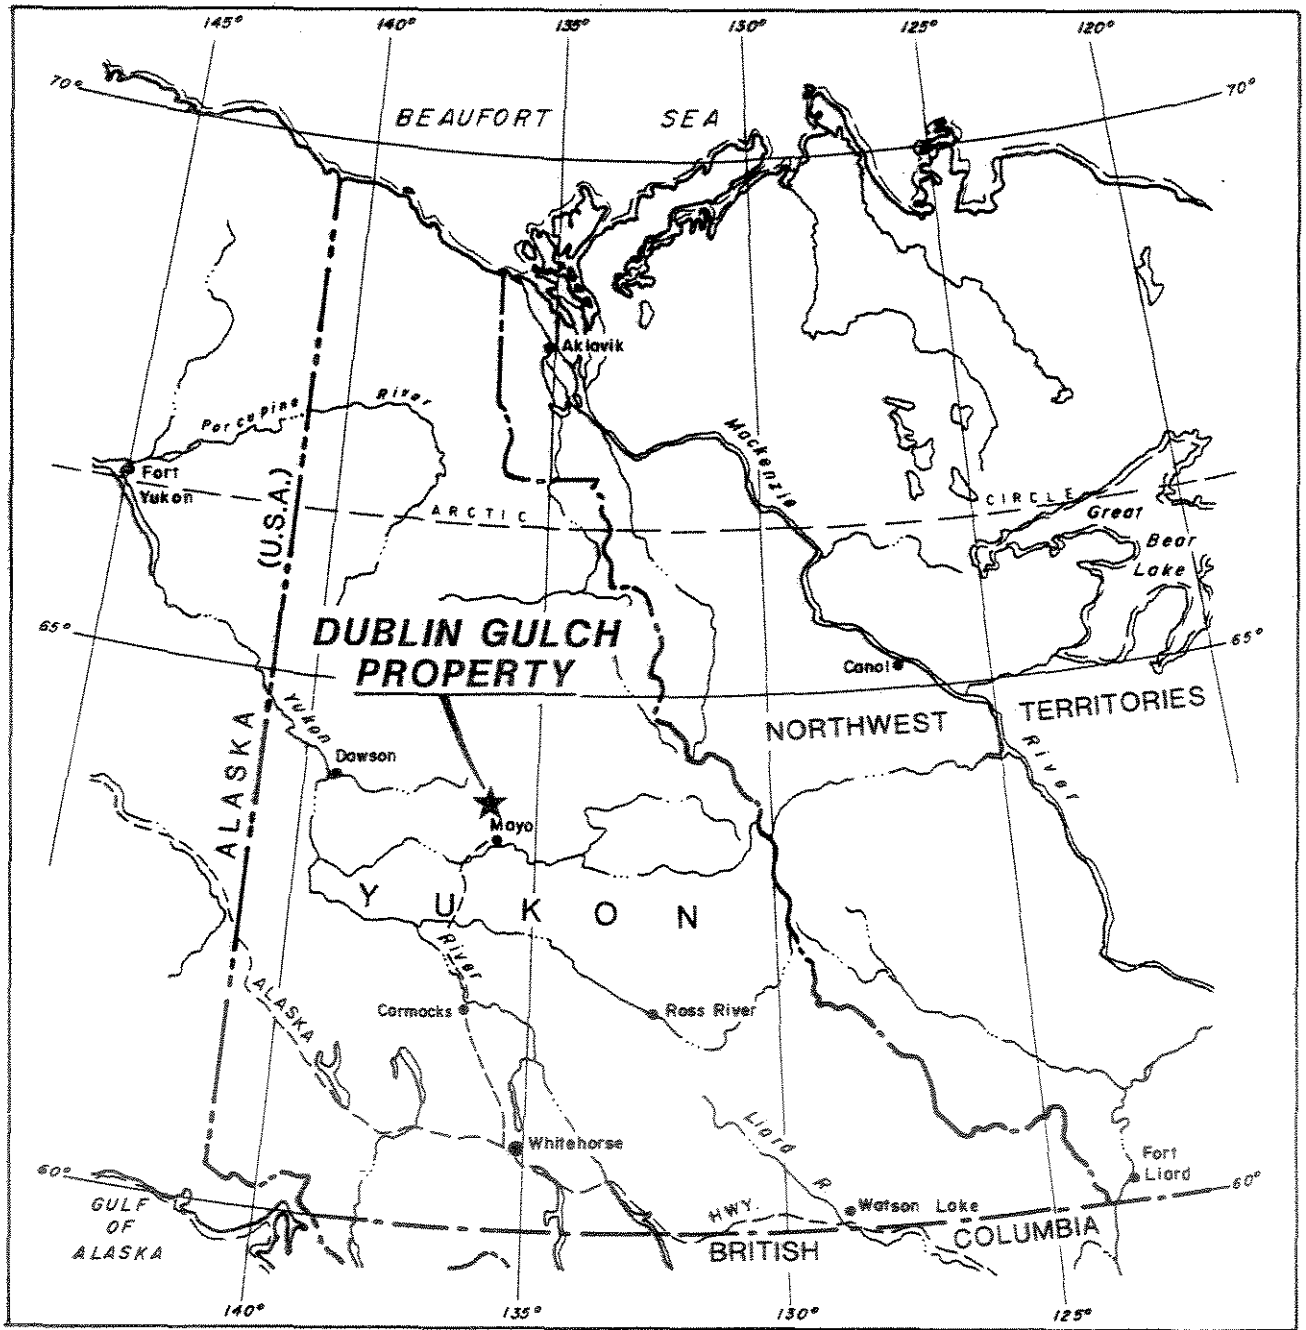 145° 140° 135° 130° 125° 120°
70°
70°
BEAUFORT SEA
Aklavik
Porcupine River
Mackenzie
Fort
Yukon
(U.S.A.)
ARCTIC CIRCLE
Great
Bear
Lake
65°
DUBLIN GULCH
PROPERTY
65°
Canol
NORTHWEST TERRITORIES
Yukon
River
Dawson
ALASKA
Mayo
YUKON
River
ALASKA
Carmacks
Ross River
Liard R
Whitehorse
Fort
Liard
60°
60°
GULF
OF
ALASKA
HWY.
Watson Lake
BRITISH COLUMBIA
140° 135° 130° 125°